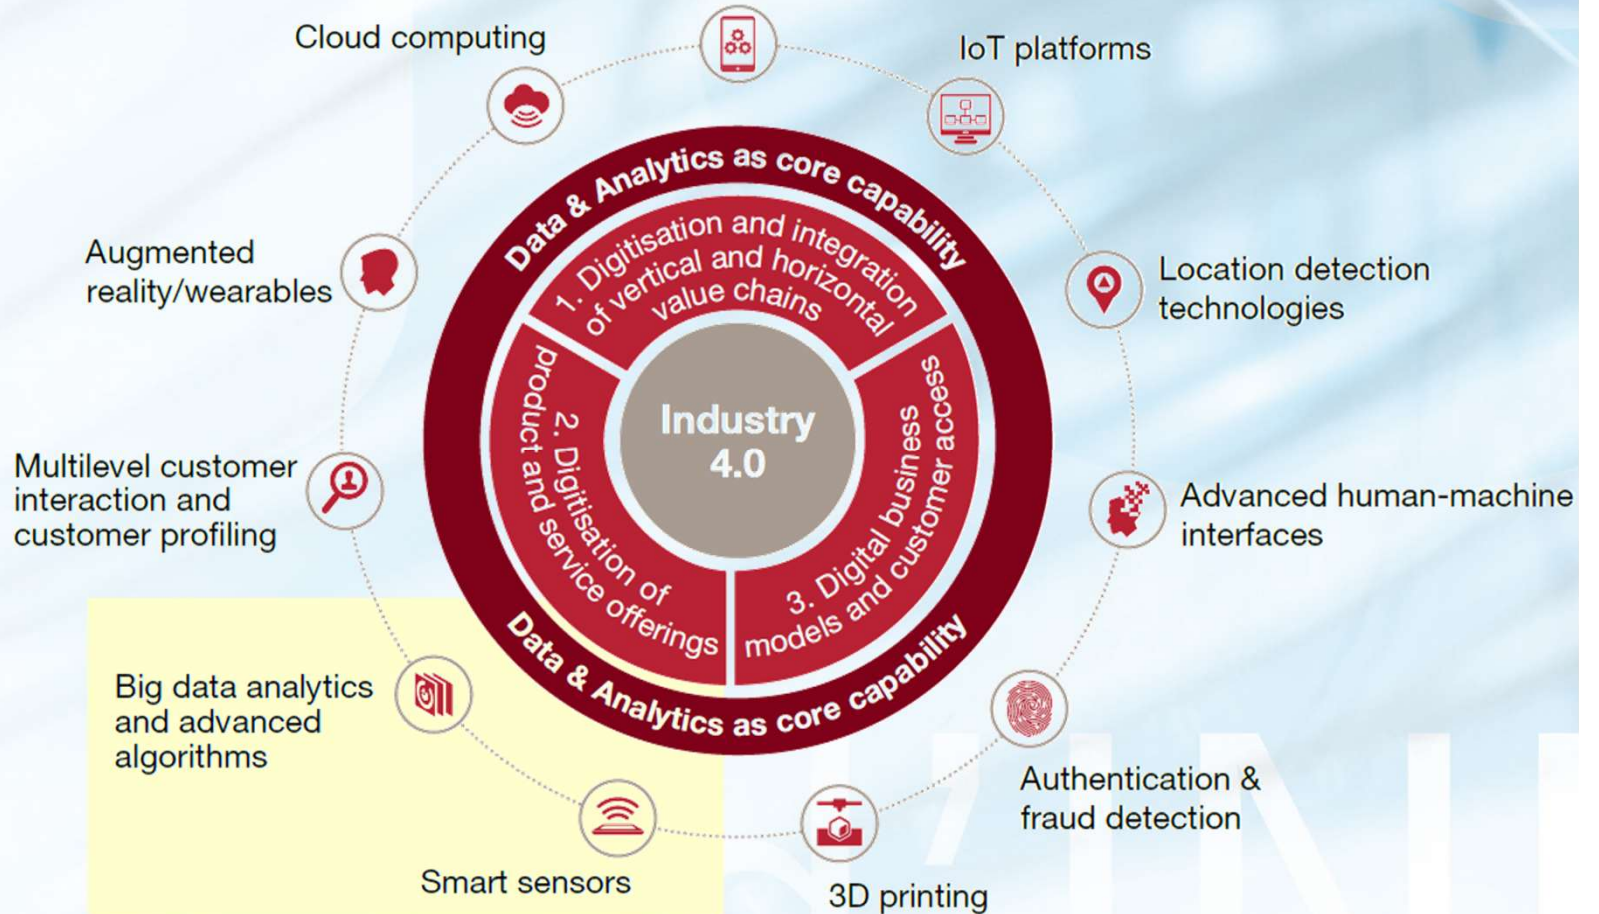 Cloud computing
IoT platforms
Data & Analytics as core capability
1. Digitisation and integration
of vertical and horizontal
value chains
Augmented
reality/wearables
Location detection
technologies
Industry
4.0
2. Digitisation of
product and service offerings
3. Digital business
models and customer access
Multilevel customer
interaction and
customer profiling
Advanced human-machine
interfaces
Data & Analytics as core capability
Big data analytics
and advanced
algorithms
Authentication &
fraud detection
Smart sensors
3D printing